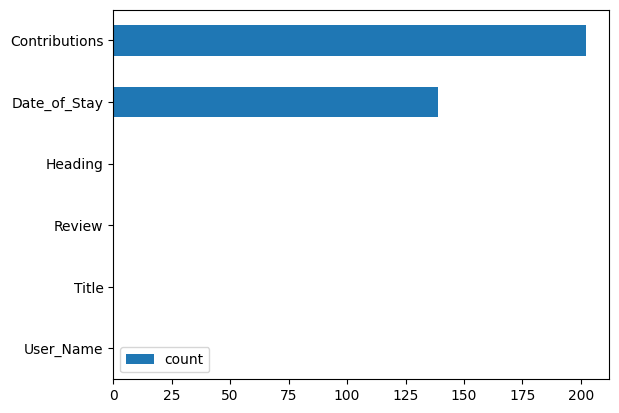 Contributions
Date_of_Stay
Heading
Review
Title
User_Name
count
0 25 50 75 100 125 150 175 200